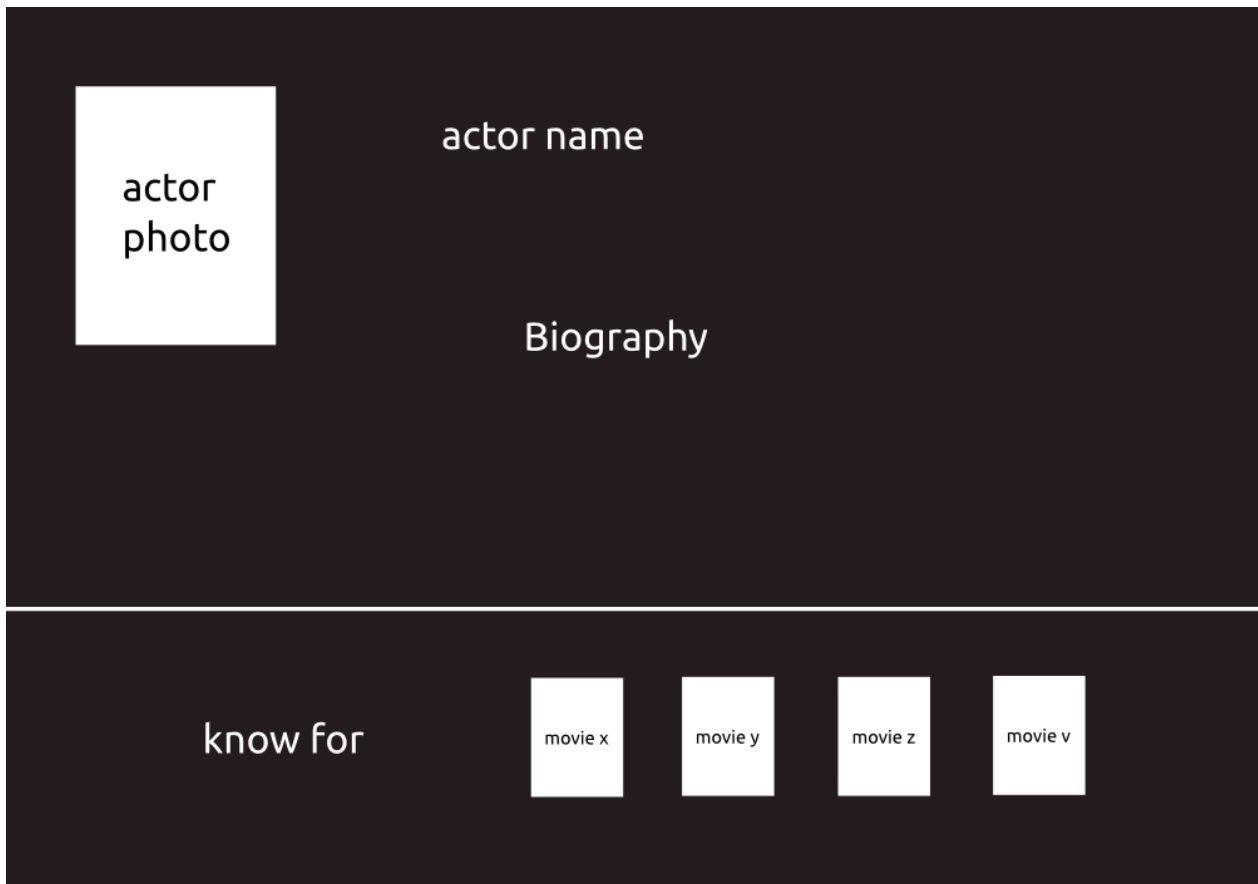 actor
photo
actor name
Biography
know for
movie x
movie y
movie z
movie v